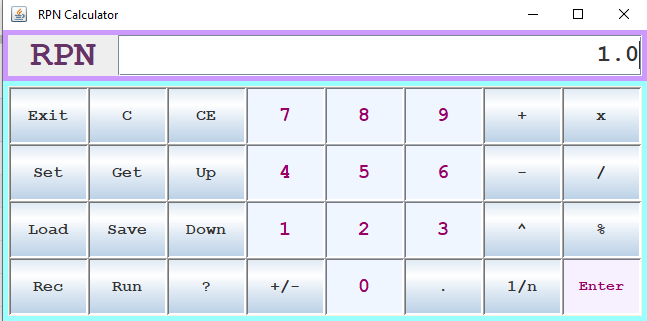 RPN Calculator
RPN 1.0
Exit C CE 7 8 9 + x
Set Get Up 4 5 6 - /
Load Save Down 1 2 3 ^ %
Rec Run ? +/- 0 . 1/n Enter